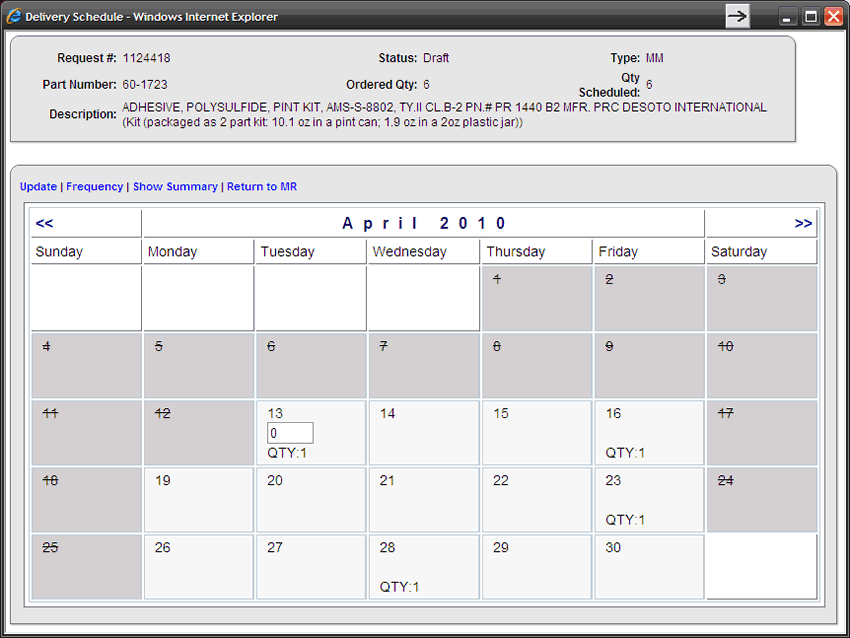 Delivery Schedule - Windows Internet Explorer
Request #: 1124418 Status: Draft Type: MM
Part Number: 60-1723 Ordered Qty: 6 Qty Scheduled: 6
Description: ADHESIVE, POLYSULFIDE, PINT KIT, AMS-S-8802, TY.II CL.B-2 PN.# PR 1440 B2 MFR. PRC DESOTO INTERNATIONAL
(Kit (packaged as 2 part kit: 10.1 oz in a pint can; 1.9 oz in a 2oz plastic jar))
Update | Frequency | Show Summary | Return to MR
<< April 2010 >>
Sunday Monday Tuesday Wednesday Thursday Friday Saturday
1 2 3
4 5 6 7 8 9 10
11 12 13 14 15 16 17
0
QTY:1 QTY:1
18 19 20 21 22 23 24
QTY:1
25 26 27 28 29 30
QTY:1